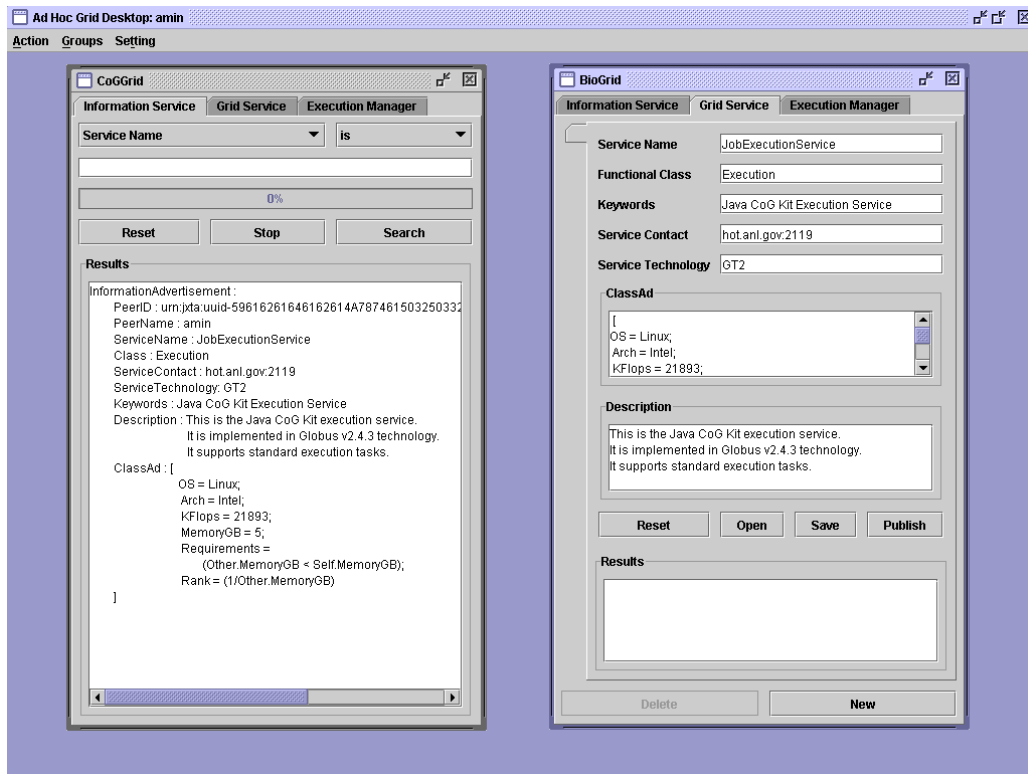 Ad Hoc Grid Desktop: amin
Action Groups Setting
CoGGrid
Information Service Grid Service Execution Manager
Service Name is
0%
Reset Stop Search
Results
InformationAdvertisement :
PeerID : urn:jxta:uuid-59616261646162614A787461503250332
PeerName : amin
ServiceName : JobExecutionService
Class : Execution
ServiceContact : hot.anl.gov:2119
ServiceTechnology: GT2
Keywords : Java CoG Kit Execution Service
Description : This is the Java CoG Kit execution service.
It is implemented in Globus v2.4.3 technology.
It supports standard execution tasks.
ClassAd : [
OS = Linux;
Arch = Intel;
KFlops = 21893;
MemoryGB = 5;
Requirements =
(Other.MemoryGB < Self.MemoryGB);
Rank = (1/Other.MemoryGB)
]
BioGrid
Information Service Grid Service Execution Manager
Service Name JobExecutionService
Functional Class Execution
Keywords Java CoG Kit Execution Service
Service Contact hot.anl.gov:2119
Service Technology GT2
ClassAd
[
OS = Linux;
Arch = Intel;
KFlops = 21893;
Description
This is the Java CoG Kit execution service.
It is implemented in Globus v2.4.3 technology.
It supports standard execution tasks.
Reset Open Save Publish
Results
Delete New